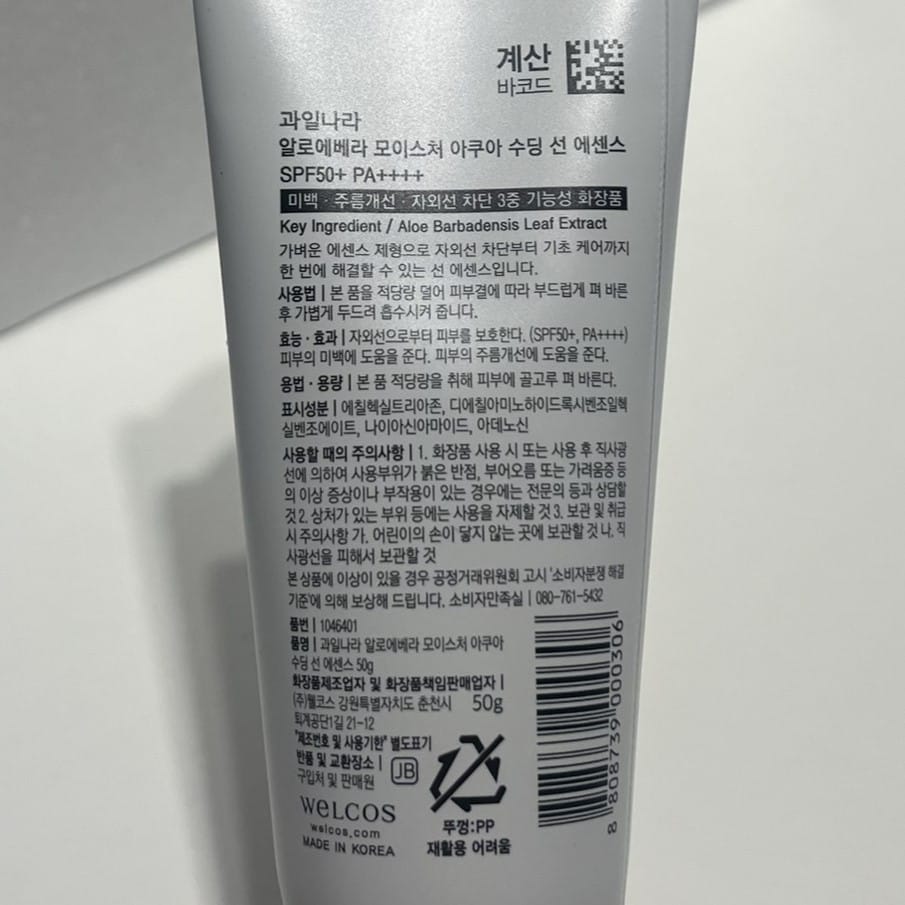 계산
바코드
과일나라
알로에베라 모이스처 아쿠아 수딩 선 에센스
SPF50+ PA++++
미백 · 주름개선 · 자외선 차단 3중 기능성 화장품
Key Ingredient / Aloe Barbadensis Leaf Extract
가벼운 에센스 제형으로 자외선 차단부터 기초 케어까지
한 번에 해결할 수 있는 선 에센스입니다.
사용법 | 본 품을 적당량 덜어 피부결에 따라 부드럽게 펴 바른
후 가볍게 두드려 흡수시켜 줍니다.
효능 · 효과 | 자외선으로부터 피부를 보호한다. (SPF50+, PA++++)
피부의 미백에 도움을 준다. 피부의 주름개선에 도움을 준다.
용법 · 용량 | 본 품 적당량을 취해 피부에 골고루 펴 바른다.
표시성분 | 에칠헥실트리아존, 디에칠아미노하이드록시벤조일헥
실벤조에이트, 나이아신아마이드, 아데노신
사용할 때의 주의사항 | 1. 화장품 사용 시 또는 사용 후 직사광
선에 의하여 사용부위가 붉은 반점, 부어오름 또는 가려움증 등
의 이상 증상이나 부작용이 있는 경우에는 전문의 등과 상담할
것 2. 상처가 있는 부위 등에는 사용을 자제할 것 3. 보관 및 취급
시 주의사항 가. 어린이의 손이 닿지 않는 곳에 보관할 것 나. 직
사광선을 피해서 보관할 것
본 상품에 이상이 있을 경우 공정거래위원회 고시 '소비자분쟁 해결
기준'에 의해 보상해 드립니다. 소비자만족실 | 080-761-5432
품번 | 1046401
품명 | 과일나라 알로에베라 모이스처 아쿠아
수딩 선 에센스 50g
화장품제조업자 및 화장품책임판매업자 |
(주)웰코스 강원특별자치도 춘천시 50g
퇴계공단1길 21-12
"제조번호 및 사용기한" 별도표기
반품 및 교환장소 |
구입처 및 판매원
JB
WELCOS
welcos.com
MADE IN KOREA
뚜껑:PP
재활용 어려움
8 808739 000306